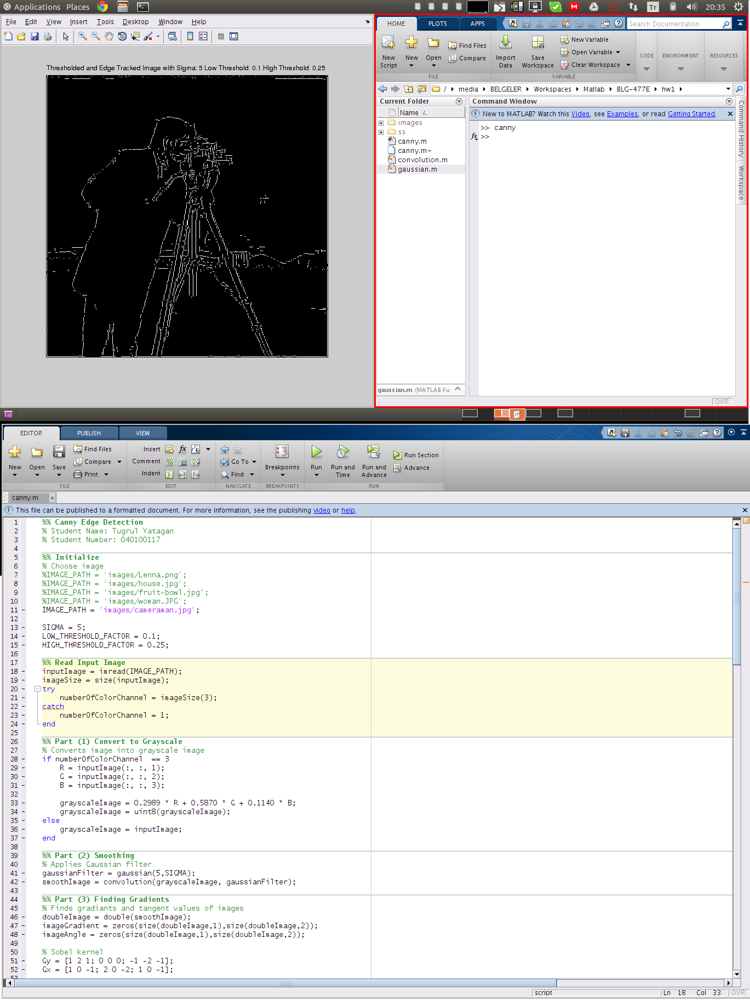 Applications Places
Tr 20:35
File Edit View Insert Tools Desktop Window Help
Thresholded and Edge Tracked Image with Sigma: 5 Low Threshold: 0.1 High Threshold: 0.25
HOME PLOTS APPS
Search Documentation
New Script
New
Open
Find Files
Compare
Import Data
Save Workspace
New Variable
Open Variable
Clear Workspace
CODE ENVIRONMENT RESOURCES
FILE VARIABLE
/ media BELGELER Workspaces Matlab BLG-477E hw1
Current Folder
Name
images
ss
canny.m
canny.m~
convolution.m
gaussian.m
gaussian.m (MATLAB Fu
Command Window
New to MATLAB? Watch this Video, see Examples, or read Getting Started.
>> canny
fx >>
Command History
Workspace
OVR
EDITOR PUBLISH VIEW
New Open Save
Find Files
Compare
Print
Insert fx
Comment
Indent
Go To
Find
Breakpoints
Run
Run and Time
Run and Advance
Run Section
Advance
FILE EDIT NAVIGATE BREAKPOINTS RUN
canny.m
This file can be published to a formatted document. For more information, see the publishing video or help.
1 %% Canny Edge Detection
2 % Student Name: Tugrul Yatagan
3 % Student Number: 040100117
4
5 %% Initialize
6 % Choose image
7 %IMAGE_PATH = 'images/Lenna.png';
8 %IMAGE_PATH = 'images/house.jpg';
9 %IMAGE_PATH = 'images/fruit-bowl.jpg';
10 %IMAGE_PATH = 'images/woman.JPG';
11 - IMAGE_PATH = 'images/cameraman.jpg';
12
13 - SIGMA = 5;
14 - LOW_THRESHOLD_FACTOR = 0.1;
15 - HIGH_THRESHOLD_FACTOR = 0.25;
16
17 %% Read Input Image
18 - inputImage = imread(IMAGE_PATH);
19 - imageSize = size(inputImage);
20 - try
21 - numberOfColorChannel = imageSize(3);
22 - catch
23 - numberOfColorChannel = 1;
24 - end
25
26 %% Part (1) Convert to Grayscale
27 % Converts image into grayscale image
28 - if numberOfColorChannel == 3
29 - R = inputImage(:, :, 1);
30 - G = inputImage(:, :, 2);
31 - B = inputImage(:, :, 3);
32
33 - grayscaleImage = 0.2989 * R + 0.5870 * G + 0.1140 * B;
34 - grayscaleImage = uint8(grayscaleImage);
35 - else
36 - grayscaleImage = inputImage;
37 - end
38
39 %% Part (2) Smoothing
40 % Applies Gaussian filter
41 - gaussianFilter = gaussian(5,SIGMA);
42 - smoothImage = convolution(grayscaleImage, gaussianFilter);
43
44 %% Part (3) Finding Gradients
45 % Finds gradiants and tangent values of images
46 - doubleImage = double(smoothImage);
47 - imageGradient = zeros(size(doubleImage,1),size(doubleImage,2));
48 - imageAngle = zeros(size(doubleImage,1),size(doubleImage,2));
49
50 % Sobel kernel
51 - Gy = [1 2 1; 0 0 0; -1 -2 -1];
52 - Gx = [1 0 -1; 2 0 -2; 1 0 -1];
53
script Ln 18 Col 33 OVR